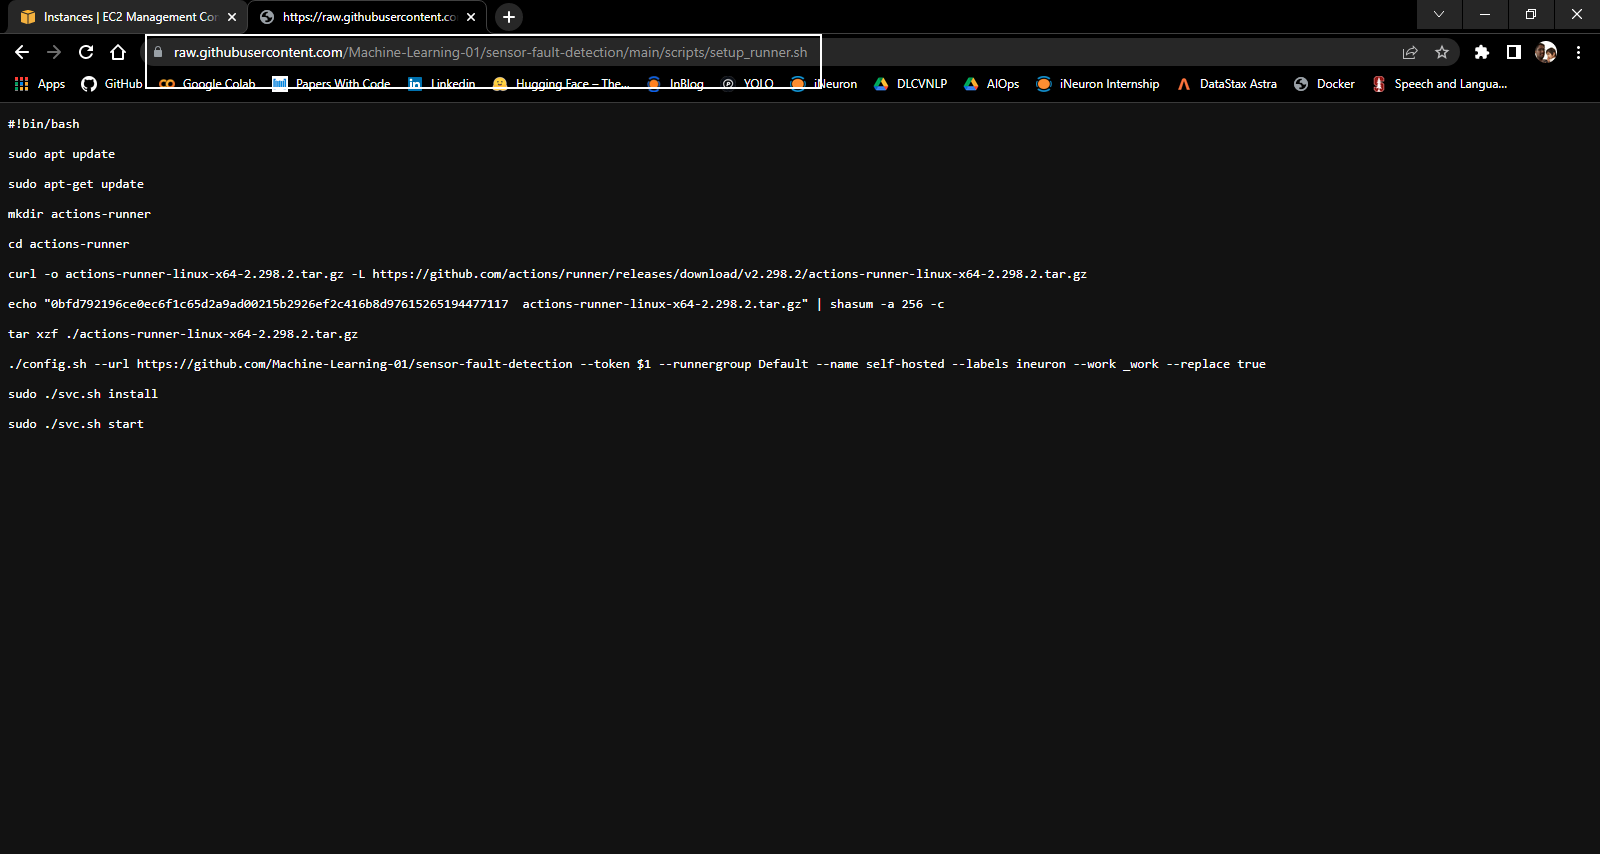 Instances | EC2 Management Con
https://raw.githubusercontent.co
raw.githubusercontent.com/Machine-Learning-01/sensor-fault-detection/main/scripts/setup_runner.sh
Apps GitHub Google Colab Papers With Code Linkedin Hugging Face – The... InBlog YOLO iNeuron DLCVNLP AIOps iNeuron Internship DataStax Astra Docker Speech and Langua...
#!bin/bash
sudo apt update
sudo apt-get update
mkdir actions-runner
cd actions-runner
curl -o actions-runner-linux-x64-2.298.2.tar.gz -L https://github.com/actions/runner/releases/download/v2.298.2/actions-runner-linux-x64-2.298.2.tar.gz
echo "0bfd792196ce0ec6f1c65d2a9ad00215b2926ef2c416b8d97615265194477117  actions-runner-linux-x64-2.298.2.tar.gz" | shasum -a 256 -c
tar xzf ./actions-runner-linux-x64-2.298.2.tar.gz
./config.sh --url https://github.com/Machine-Learning-01/sensor-fault-detection --token $1 --runnergroup Default --name self-hosted --labels ineuron --work _work --replace true
sudo ./svc.sh install
sudo ./svc.sh start